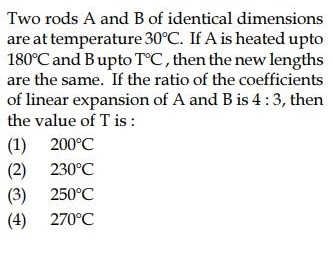 Two rods A and B of identical dimensions
are at temperature 30°C. If A is heated upto
180°C and B upto T°C, then the new lengths
are the same. If the ratio of the coefficients
of linear expansion of A and B is 4 : 3, then
the value of T is :
(1) 200°C
(2) 230°C
(3) 250°C
(4) 270°C